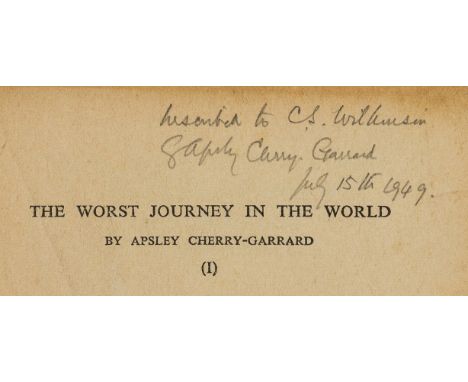 Inscribed to C.S. Wilkinson
by Apsley Cherry-Garrard
July 15th 1949.
THE WORST JOURNEY IN THE WORLD
BY APSLEY CHERRY-GARRARD
(I)